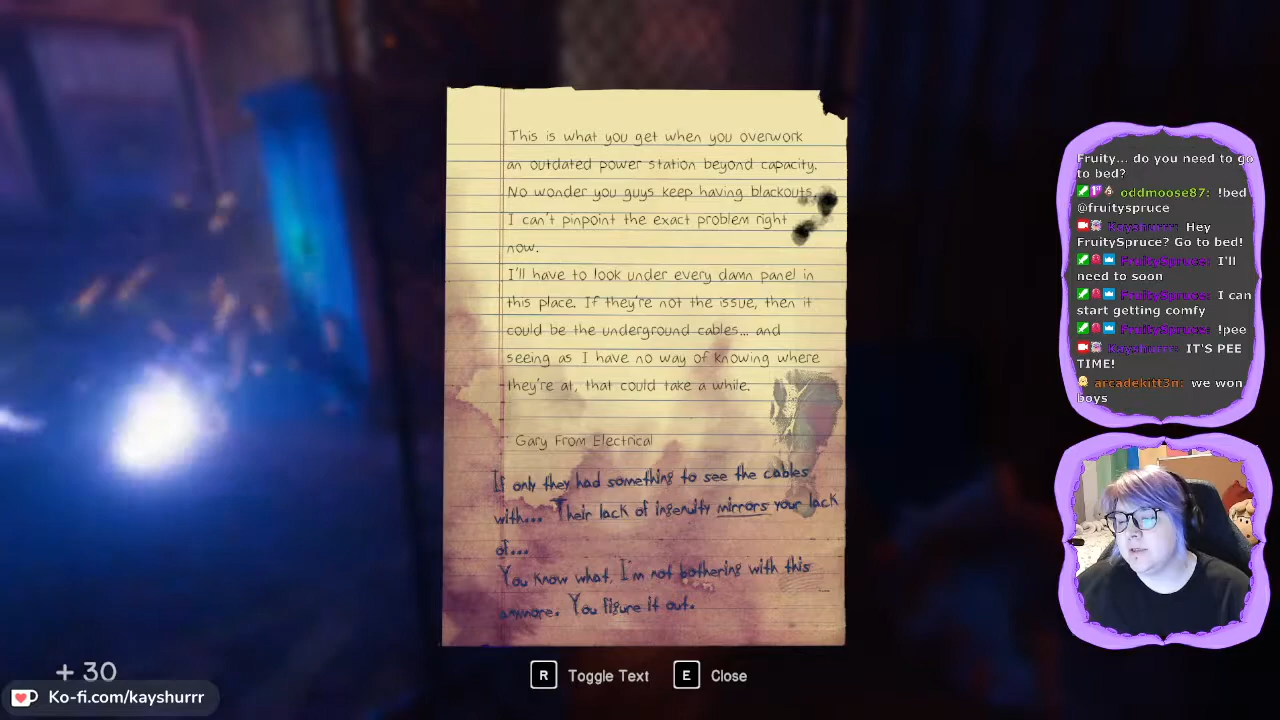 This is what you get when you overwork
an outdated power station beyond capacity.
No wonder you guys keep having blackouts.
I can't pinpoint the exact problem right
now.
I'll have to look under every damn panel in
this place. If they're not the issue, then it
could be the underground cables... and
seeing as I have no way of knowing where
they're at, that could take a while.
Gary From Electrical
If only they had something to see the cables
with... Their lack of ingenuity mirrors your lack
of...
You know what, I'm not bothering with this
anymore. You figure it out.
+ 30
Ko-fi.com/kayshurrr
R Toggle Text E Close
Fruity... do you need to go
to bed?
oddmoose87: !bed
@fruityspruce
Kayshurrr: Hey
FruitySpruce? Go to bed!
FruitySpruce: I'll
need to soon
FruitySpruce: I can
start getting comfy
FruitySpruce: !pee
Kayshurrr: IT'S PEE
TIME!
arcadekitt3n: we won
boys